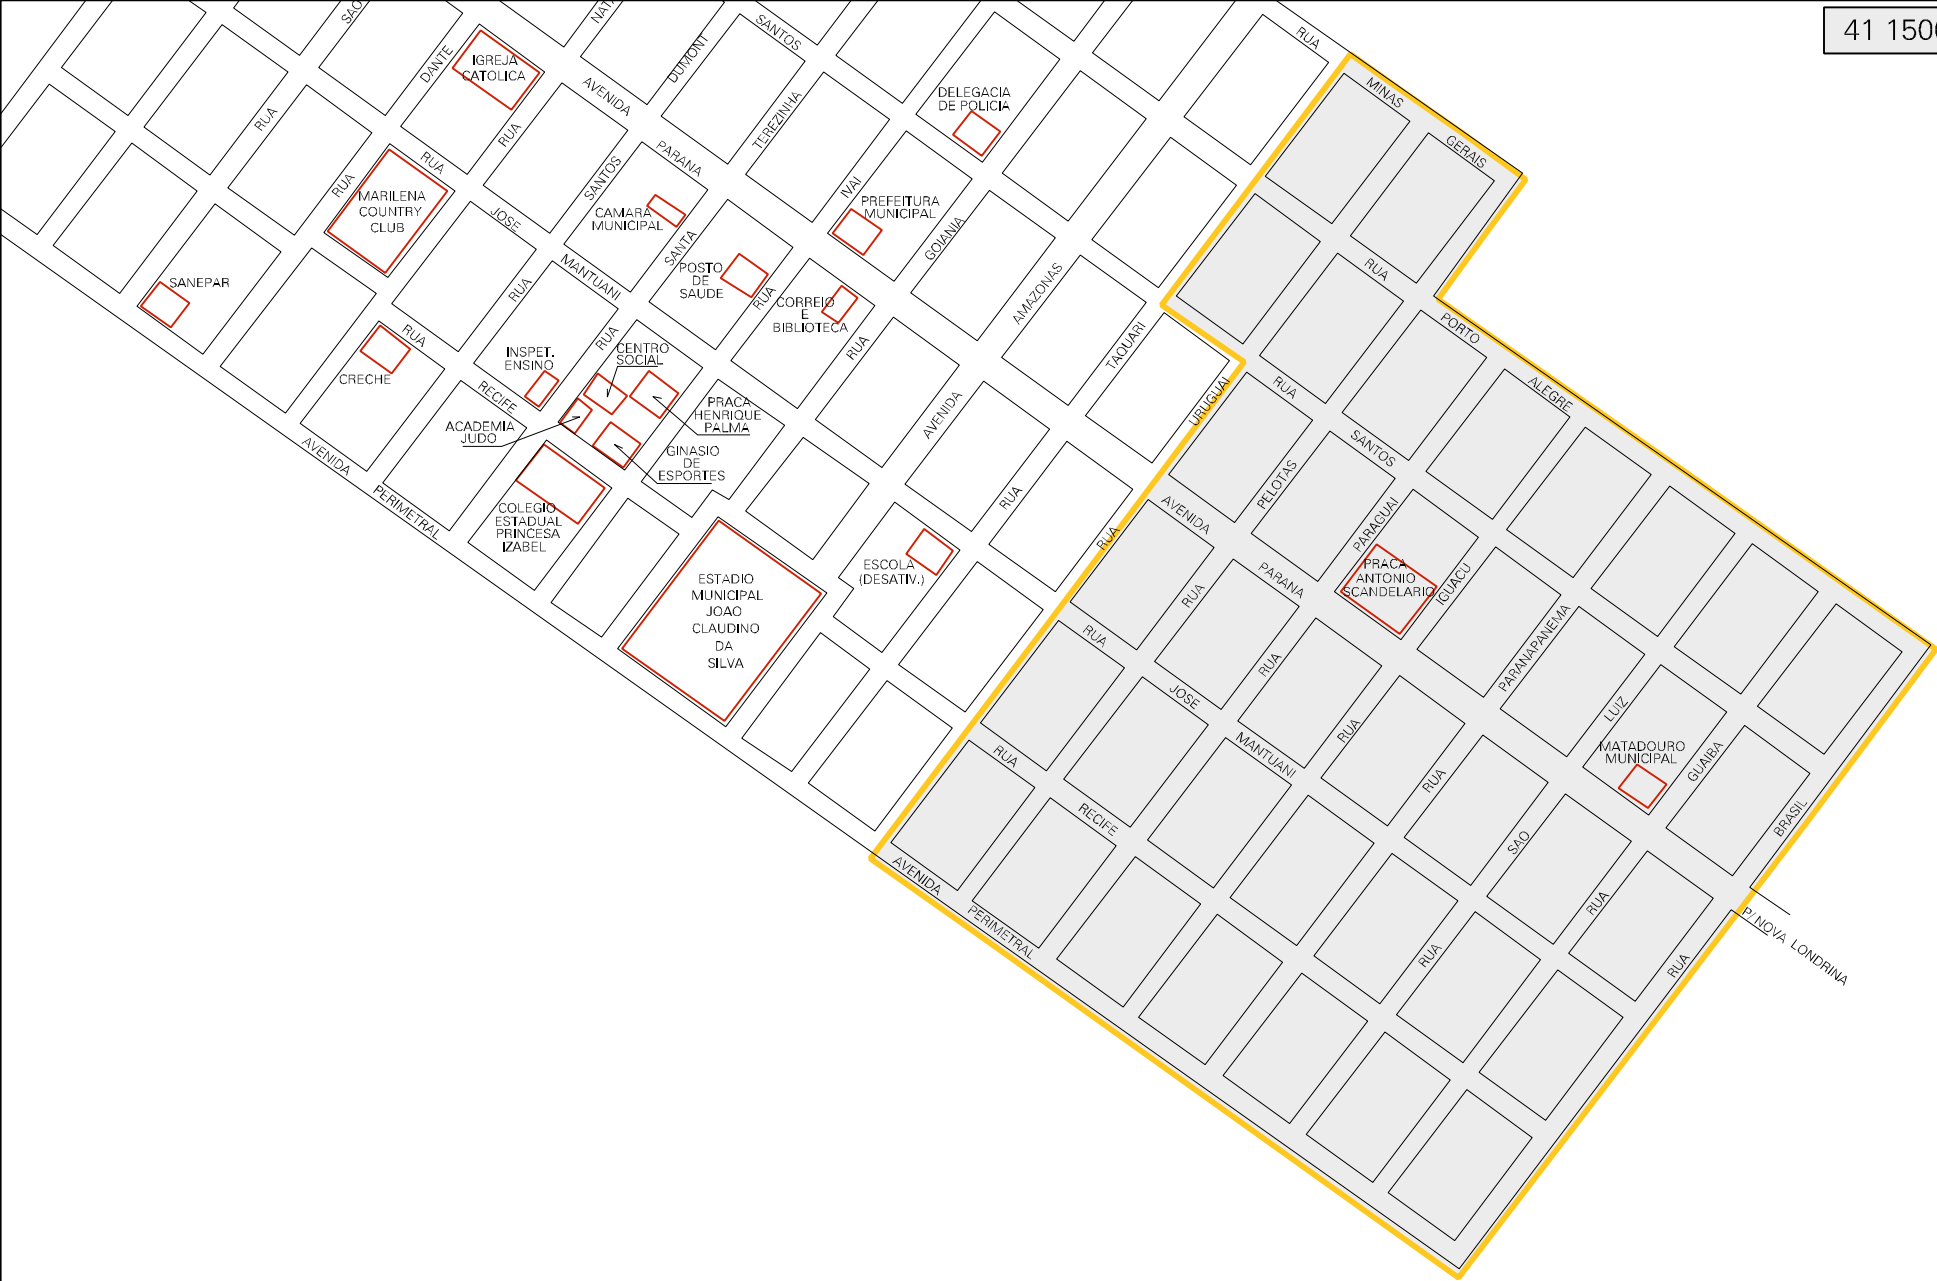 41 150
SAO
NAT
SANTOS
RUA
DANTE
IGREJA
CATOLICA
DUMONT
AVENIDA
MINAS
DELEGACIA
DE POLICIA
TEREZINHA
GERAIS
RUA
RUA
PARANA
RUA
RUA
SANTOS
IVAI
MARILENA
COUNTRY
CLUB
JOSE
CAMARA
MUNICIPAL
PREFEITURA
MUNICIPAL
GOIANIA
SANTA
MANTUANI
POSTO
DE
SAUDE
RUA
RUA
RUA
AMAZONAS
SANEPAR
CORREIO
E
BIBLIOTECA
PORTO
RUA
RUA
CENTRO
SOCIAL
RUA
TAQUARI
INSPET.
ENSINO
CRECHE
RECIFE
RUA
ALEGRE
URUGUAI
PRACA
HENRIQUE
PALMA
AVENIDA
ACADEMIA
JUDO
GINASIO
DE
ESPORTES
SANTOS
AVENIDA
PERIMETRAL
PELOTAS
RUA
AVENIDA
PARAGUAI
COLEGIO
ESTADUAL
PRINCESA
IZABEL
RUA
ESCOLA
(DESATIV.)
PARANA
PRACA
ANTONIO
SCANDELARIO
IGUACU
ESTADIO
MUNICIPAL
JOAO
CLAUDINO
DA
SILVA
RUA
RUA
PARANAPANEMA
RUA
JOSE
LUIZ
RUA
MANTUANI
RUA
MATADOURO
MUNICIPAL
GUAIBA
RUA
RECIFE
BRASIL
SAO
AVENIDA
PERIMETRAL
RUA
RUA
RUA
P/ NOVA LONDRINA